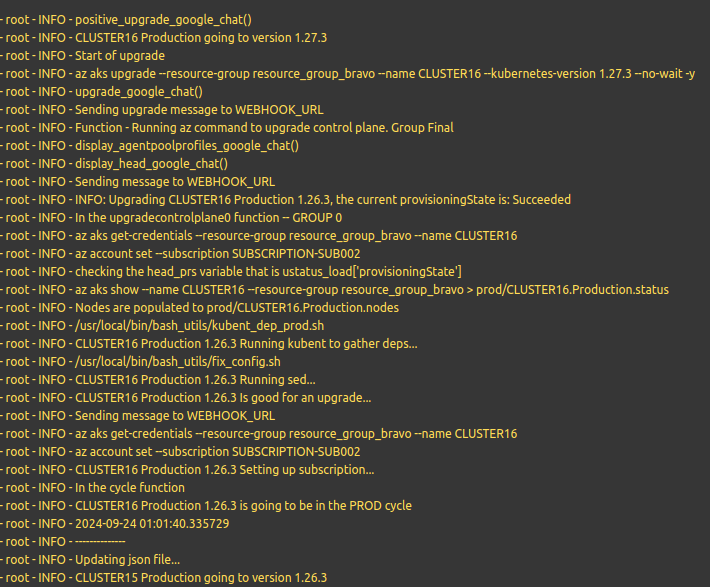 - root - INFO - positive_upgrade_google_chat()
- root - INFO - CLUSTER16 Production going to version 1.27.3
- root - INFO - Start of upgrade
- root - INFO - az aks upgrade --resource-group resource_group_bravo --name CLUSTER16 --kubernetes-version 1.27.3 --no-wait -y
- root - INFO - upgrade_google_chat()
- root - INFO - Sending upgrade message to WEBHOOK_URL
- root - INFO - Function - Running az command to upgrade control plane. Group Final
- root - INFO - display_agentpoolprofiles_google_chat()
- root - INFO - display_head_google_chat()
- root - INFO - Sending message to WEBHOOK_URL
- root - INFO - INFO: Upgrading CLUSTER16 Production 1.26.3, the current provisioningState is: Succeeded
- root - INFO - In the upgradecontrolplane0 function -- GROUP 0
- root - INFO - az aks get-credentials --resource-group resource_group_bravo --name CLUSTER16
- root - INFO - az account set --subscription SUBSCRIPTION-SUB002
- root - INFO - checking the head_prs variable that is ustatus_load['provisioningState']
- root - INFO - az aks show --name CLUSTER16 --resource-group resource_group_bravo > prod/CLUSTER16.Production.status
- root - INFO - Nodes are populated to prod/CLUSTER16.Production.nodes
- root - INFO - /usr/local/bin/bash_utils/kubent_dep_prod.sh
- root - INFO - CLUSTER16 Production 1.26.3 Running kubent to gather deps...
- root - INFO - /usr/local/bin/bash_utils/fix_config.sh
- root - INFO - CLUSTER16 Production 1.26.3 Running sed...
- root - INFO - CLUSTER16 Production 1.26.3 Is good for an upgrade...
- root - INFO - Sending message to WEBHOOK_URL
- root - INFO - az aks get-credentials --resource-group resource_group_bravo --name CLUSTER16
- root - INFO - az account set --subscription SUBSCRIPTION-SUB002
- root - INFO - CLUSTER16 Production 1.26.3 Setting up subscription...
- root - INFO - In the cycle function
- root - INFO - CLUSTER16 Production 1.26.3 is going to be in the PROD cycle
- root - INFO - 2024-09-24 01:01:40.335729
- root - INFO - --------------
- root - INFO - Updating json file...
- root - INFO - CLUSTER15 Production going to version 1.26.3